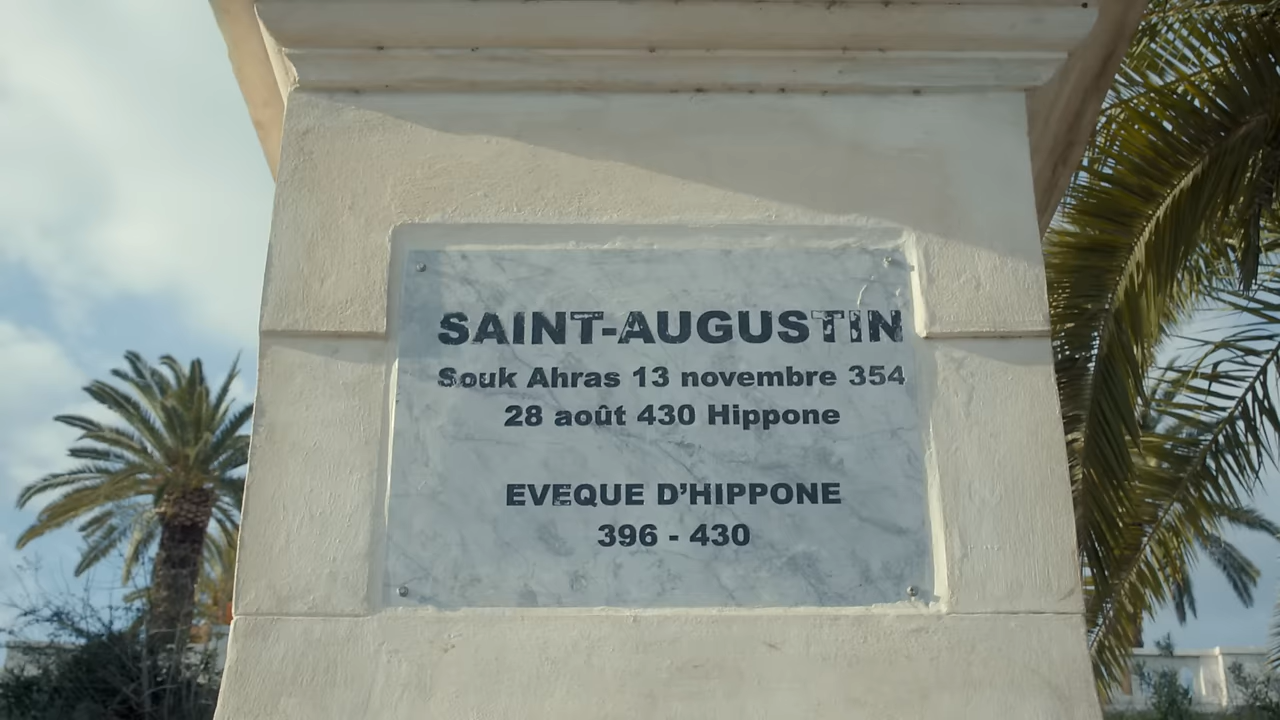 SAINT-AUGUSTIN
Souk Ahras 13 novembre 354
28 août 430 Hippone
EVEQUE D’HIPPONE
396 - 430